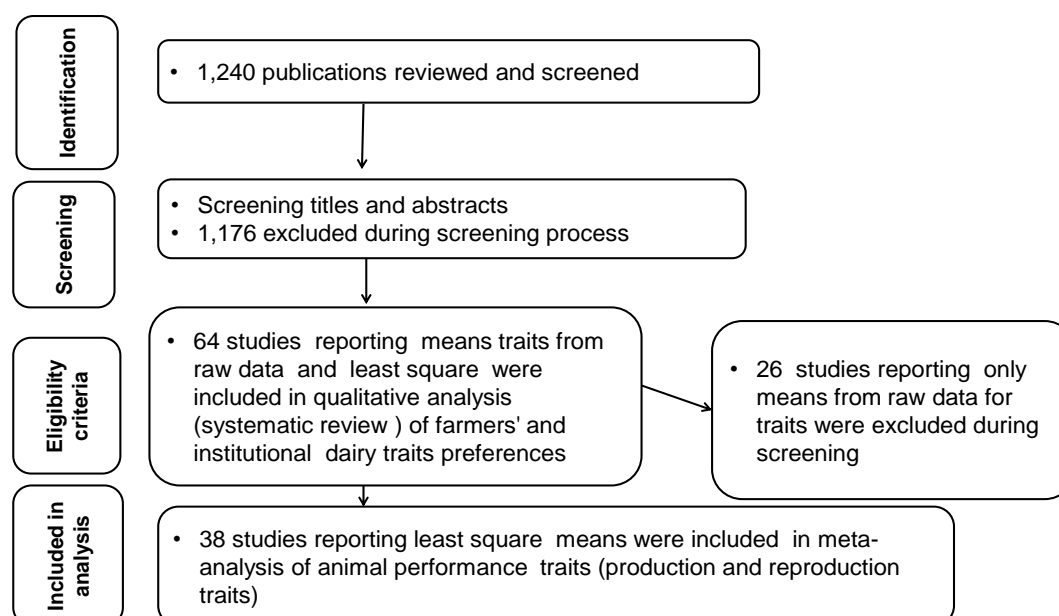 Identification
• 1,240 publications reviewed and screened
Screening
• Screening titles and abstracts
• 1,176 excluded during screening process
Eligibility
criteria
• 64 studies reporting means traits from
raw data and least square were
included in qualitative analysis
(systematic review ) of farmers' and
institutional dairy traits preferences
• 26 studies reporting only
means from raw data for
traits were excluded during
screening
Included in
analysis
• 38 studies reporting least square means were included in meta-
analysis of animal performance traits (production and reproduction
traits)